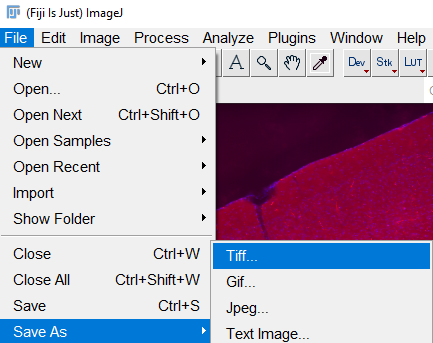 (Fiji Is Just) ImageJ
File Edit Image Process Analyze Plugins Window Help
A Dev Stk LUT
New
Open... Ctrl+O
Open Next Ctrl+Shift+O
Open Samples
Open Recent
Import
Show Folder
Close Ctrl+W
Close All Ctrl+Shift+W
Save Ctrl+S
Save As
Tiff...
Gif...
Jpeg...
Text Image...